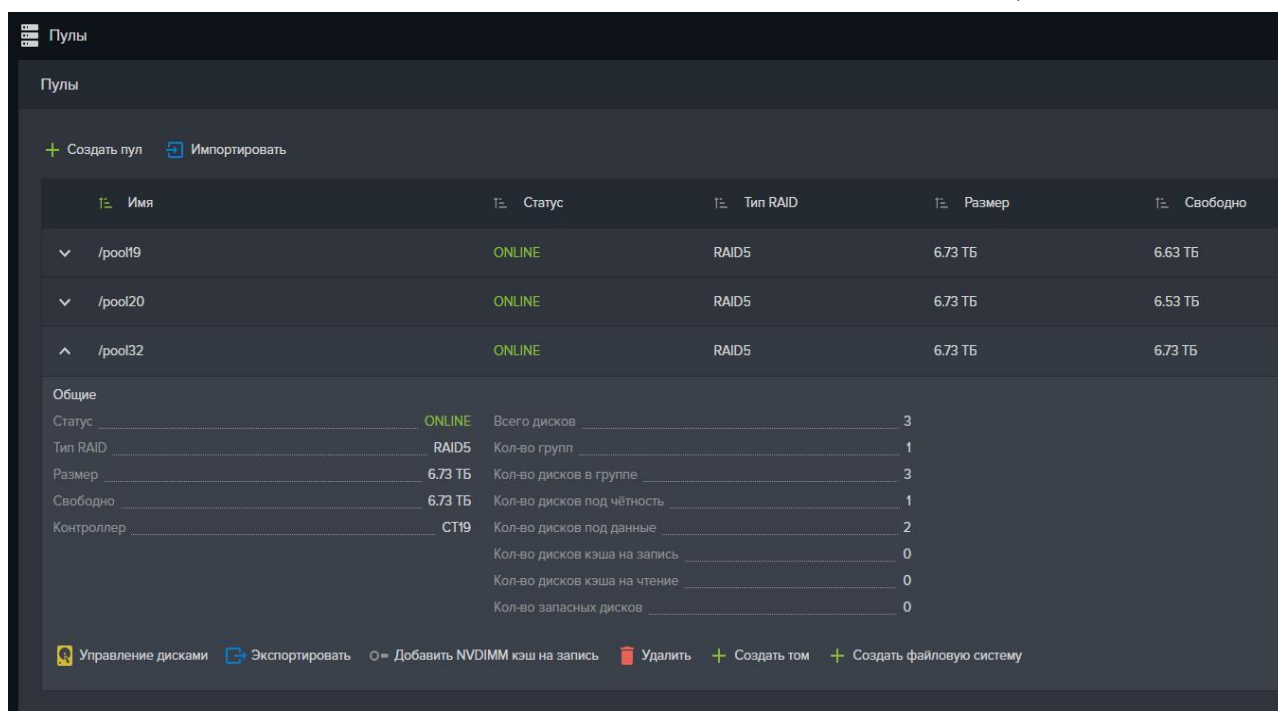 Пулы
Пулы
Создать пул Импортировать
Имя Статус Тип RAID Размер Свободно
/pool19 ONLINE RAID5 6.73 ТБ 6.63 ТБ
/pool20 ONLINE RAID5 6.73 ТБ 6.53 ТБ
/pool32 ONLINE RAID5 6.73 ТБ 6.73 ТБ
Общие
Статус ONLINE Всего дисков 3
Тип RAID RAID5 Кол-во групп 1
Размер 6.73 ТБ Кол-во дисков в группе 3
Свободно 6.73 ТБ Кол-во дисков под чётность 1
Контроллер CT19 Кол-во дисков под данные 2
Кол-во дисков кэша на запись 0
Кол-во дисков кэша на чтение 0
Кол-во запасных дисков 0
Управление дисками Экспортировать Добавить NVDIMM кэш на запись Удалить Создать том Создать файловую систему